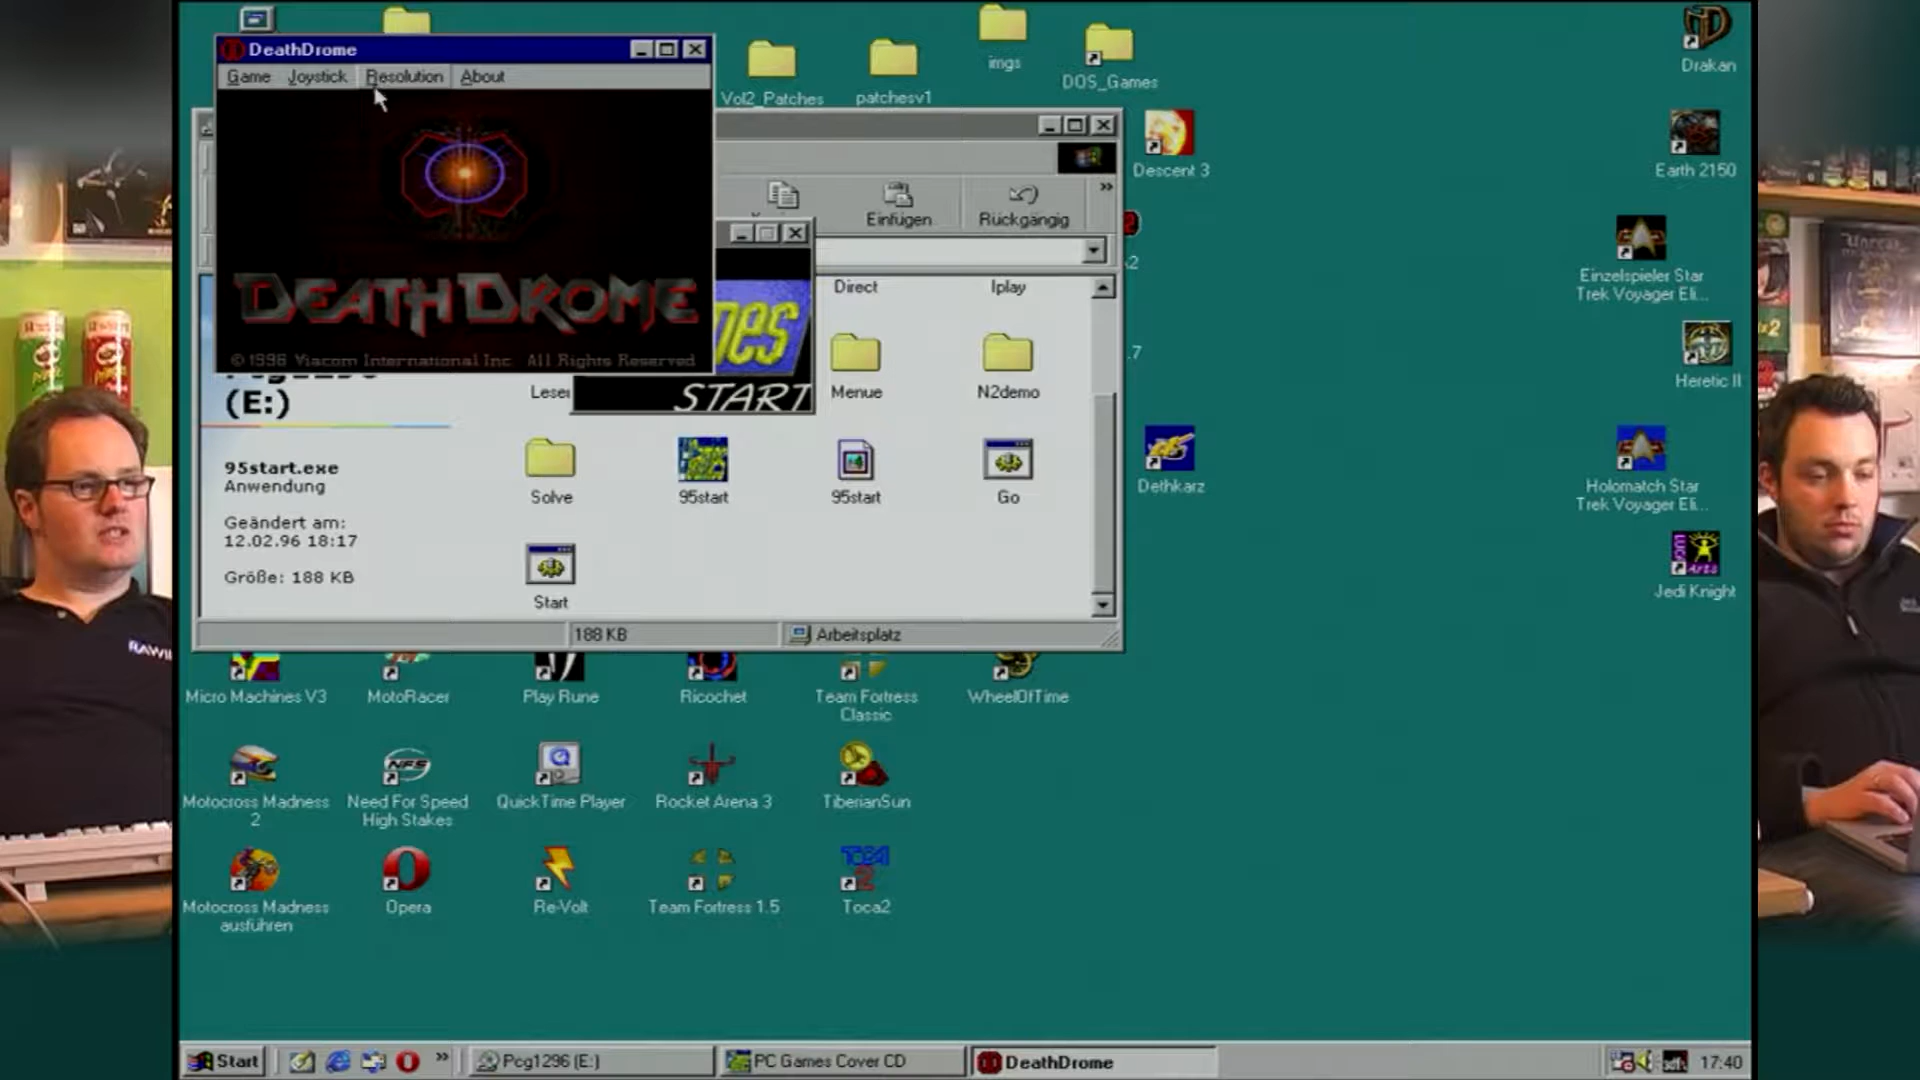 DeathDrome
Game Joystick Resolution About
DEATHDROME
© 1996 Viacom International Inc. All Rights Reserved
Vol2_Patches
patchesv1
imgs
DOS_Games
Drakan
Einfügen
Rückgängig
Descent 3
Earth 2150
Direct
Iplay
START
(E:)
Menue
N2demo
Einzelspieler Star
Trek Voyager Eli...
Heretic II
95start.exe
Anwendung
Geändert am:
12.02.96 18:17
Größe: 188 KB
Solve
95start
95start
Go
Start
188 KB
Arbeitsplatz
Dethkarz
Holomatch Star
Trek Voyager Eli...
Jedi Knight
Micro Machines V3
MotoRacer
Play Rune
Ricochet
Team Fortress
Classic
WheelOfTime
Motocross Madness
2
Need For Speed
High Stakes
QuickTime Player
Rocket Arena 3
TiberianSun
Motocross Madness
ausführen
Opera
Re-Volt
Team Fortress 1.5
Toca2
Start
Pcg1296 (E:)
PC Games Cover CD
DeathDrome
17:40